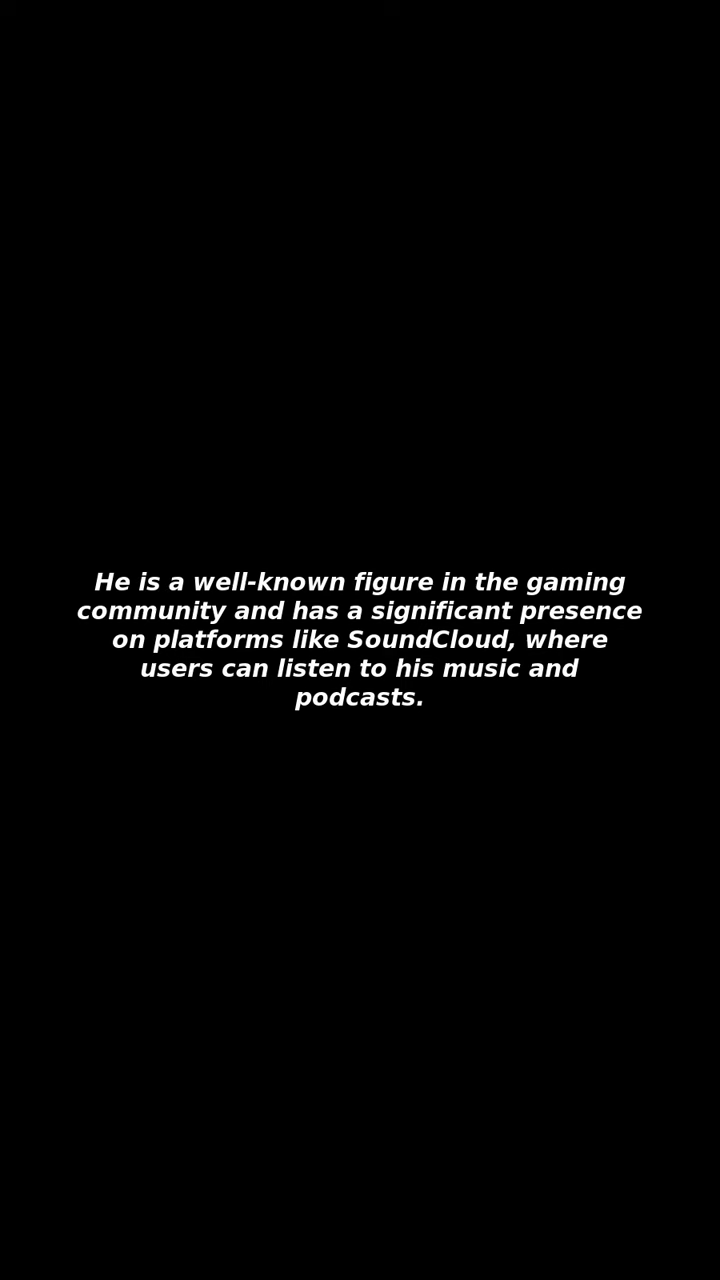 He is a well-known figure in the gaming
community and has a significant presence
on platforms like SoundCloud, where
users can listen to his music and
podcasts.